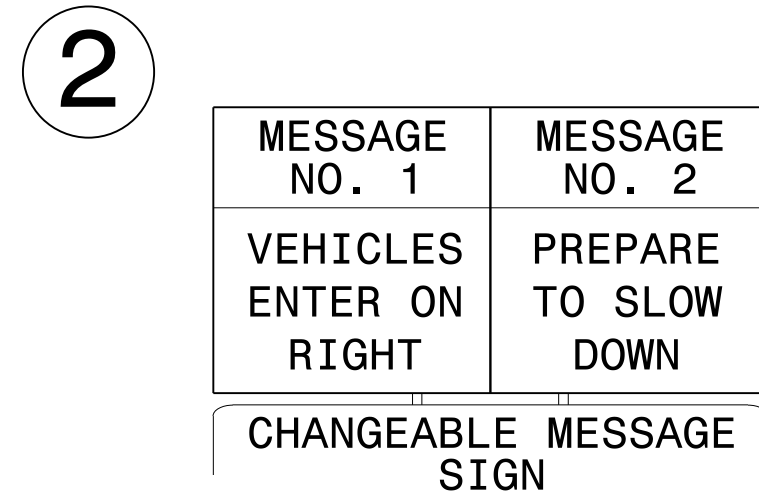 2
MESSAGE
NO. 1
VEHICLES
ENTER ON
RIGHT
MESSAGE
NO. 2
PREPARE
TO SLOW
DOWN
CHANGEABLE MESSAGE
SIGN